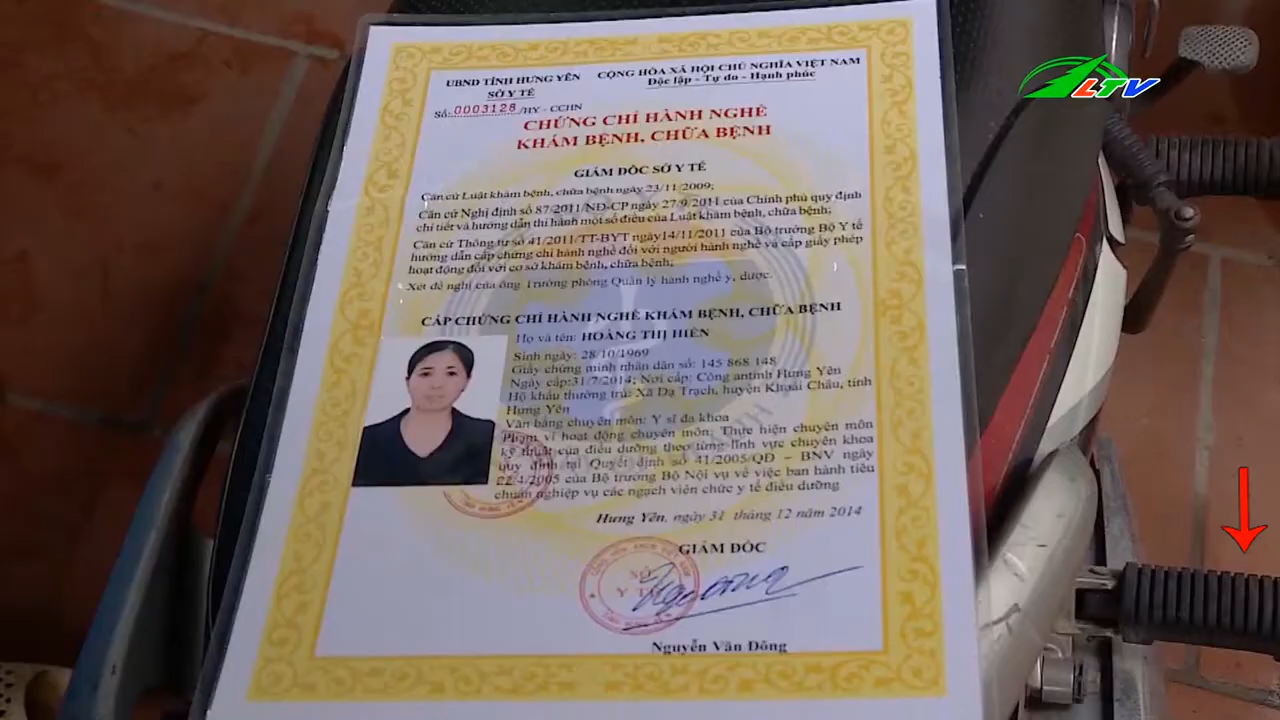 LTV
UBND TỈNH HƯNG YÊN
SỞ Y TẾ
Số: 0003128/HY - CCHN
CỘNG HÒA XÃ HỘI CHỦ NGHĨA VIỆT NAM
Độc lập - Tự do - Hạnh phúc
CHỨNG CHỈ HÀNH NGHỀ
KHÁM BỆNH, CHỮA BỆNH
GIÁM ĐỐC SỞ Y TẾ
Căn cứ Luật khám bệnh, chữa bệnh ngày 23/11/2009;
Căn cứ Nghị định số 87/2011/NĐ-CP ngày 27/9/2011 của Chính phủ quy định
chi tiết và hướng dẫn thi hành một số điều của Luật khám bệnh, chữa bệnh;
Căn cứ Thông tư số 41/2011/TT-BYT ngày14/11/2011 của Bộ trưởng Bộ Y tế
hướng dẫn cấp chứng chỉ hành nghề đối với người hành nghề và cấp giấy phép
hoạt động đối với cơ sở khám bệnh, chữa bệnh;
Xét đề nghị của ông Trưởng phòng Quản lý hành nghề y, dược.
CẤP CHỨNG CHỈ HÀNH NGHỀ KHÁM BỆNH, CHỮA BỆNH
Họ và tên: HOÀNG THỊ HIÊN
Sinh ngày: 28/10/1969
Giấy chứng minh nhân dân số: 145 868 148
Ngày cấp:31/7/2014; Nơi cấp: Công antỉnh Hưng Yên
Hộ khẩu thường trú: Xã Dạ Trạch, huyện Khoái Châu, tỉnh
Hưng Yên
Văn bằng chuyên môn: Y sĩ đa khoa
Phạm vi hoạt động chuyên môn: Thực hiện chuyên môn
kỹ thuật của điều dưỡng theo từng lĩnh vực chuyên khoa
quy định tại Quyết định số 41/2005/QĐ – BNV ngày
22/4/2005 của Bộ trưởng Bộ Nội vụ về việc ban hành tiêu
chuẩn nghiệp vụ các ngạch viên chức y tế điều dưỡng
Hưng Yên, ngày 31 tháng 12 năm 2014
GIÁM ĐỐC
SỞ
Y TẾ
Nguyễn Văn Đông